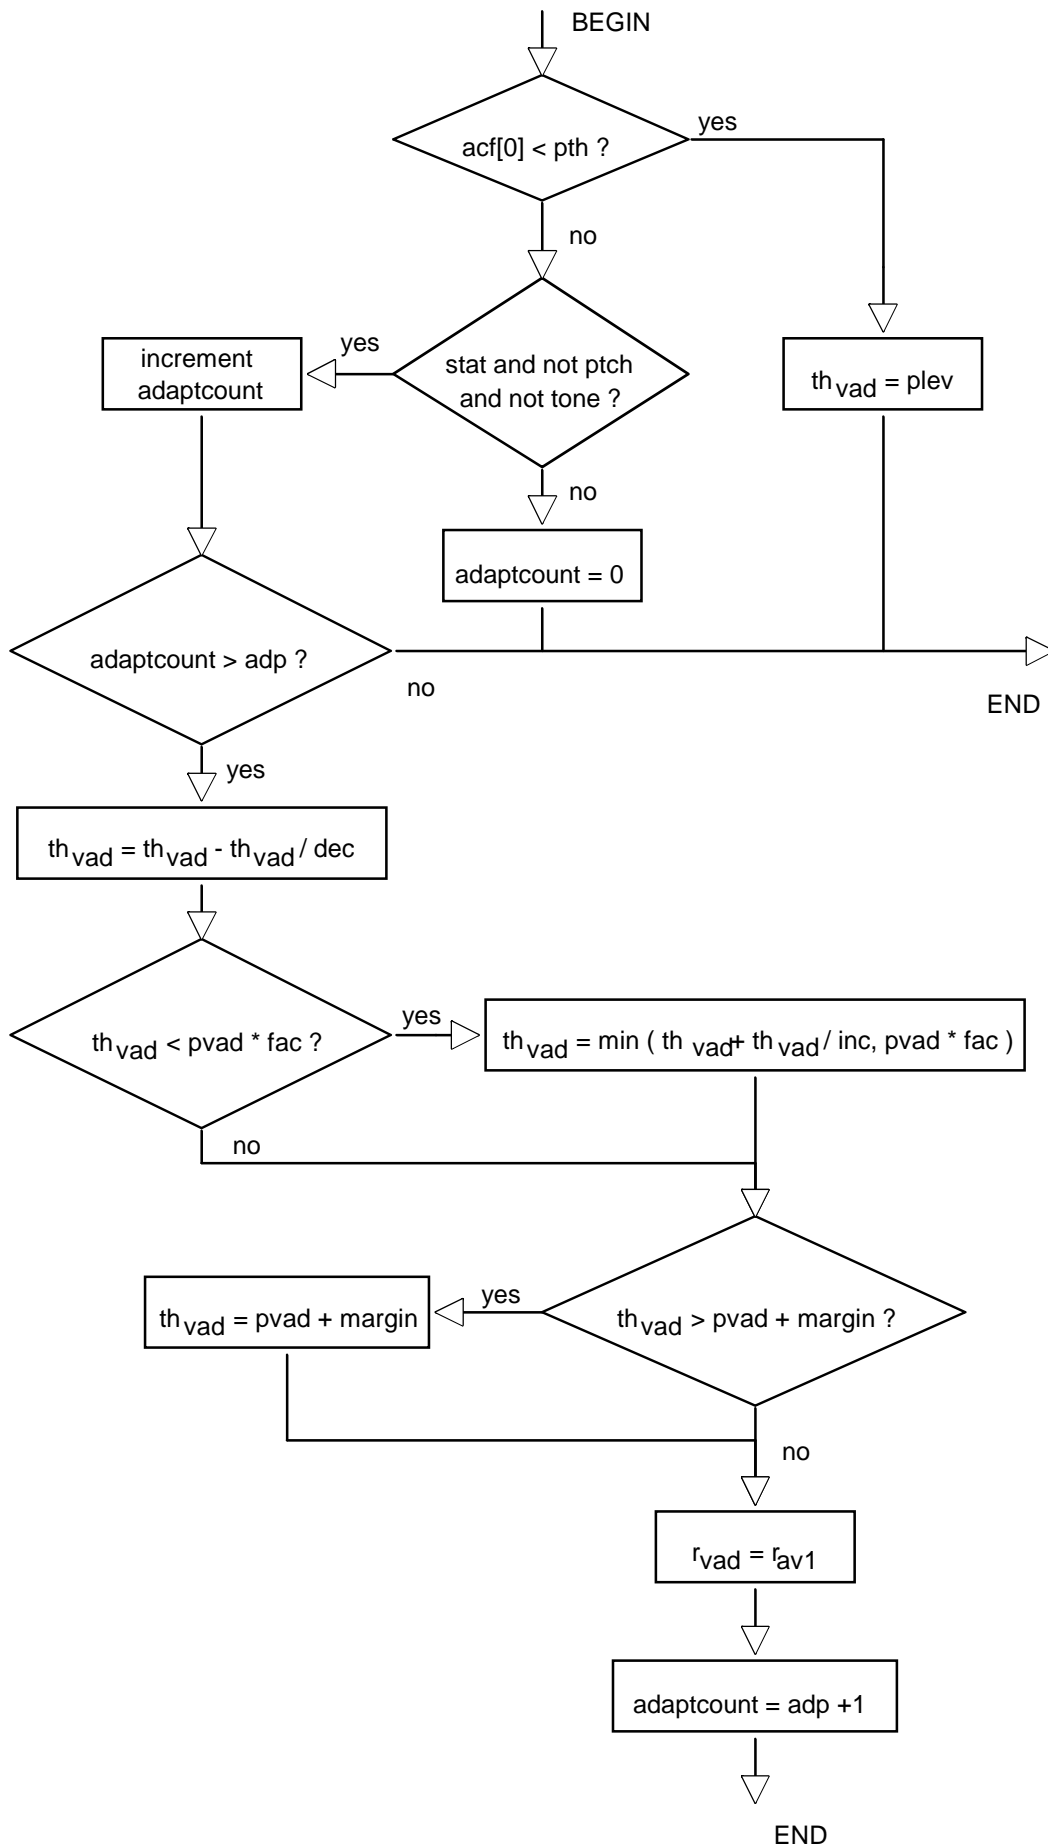 BEGIN
acf[0] < pth ?
yes
no
stat and not ptch
and not tone ?
yes
increment
adaptcount
th vad = plev
no
adaptcount = 0
adaptcount > adp ?
no
END
yes
th vad = th vad - th vad / dec
th vad < pvad * fac ?
yes
th vad = min ( th vad + th vad / inc, pvad * fac )
no
th vad > pvad + margin ?
yes
th vad = pvad + margin
no
r vad = r av1
adaptcount = adp +1
END